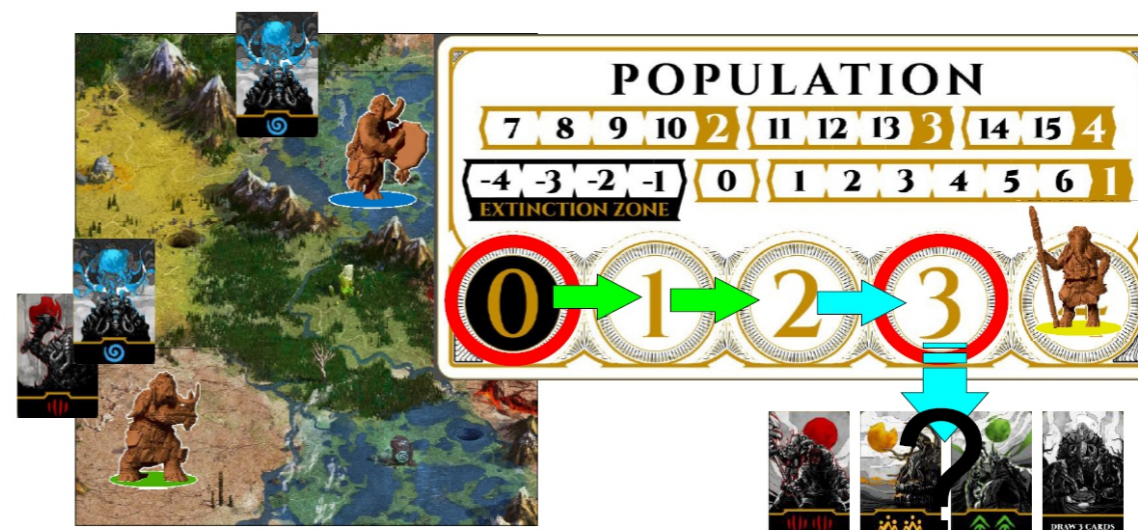 POPULATION
7 8 9 10 2 11 12 13 3 14 15 4
-4 -3 -2 -1 0 1 2 3 4 5 6 1
EXTINCTION ZONE
0 1 2 3
?
DRAW 3 CARDS